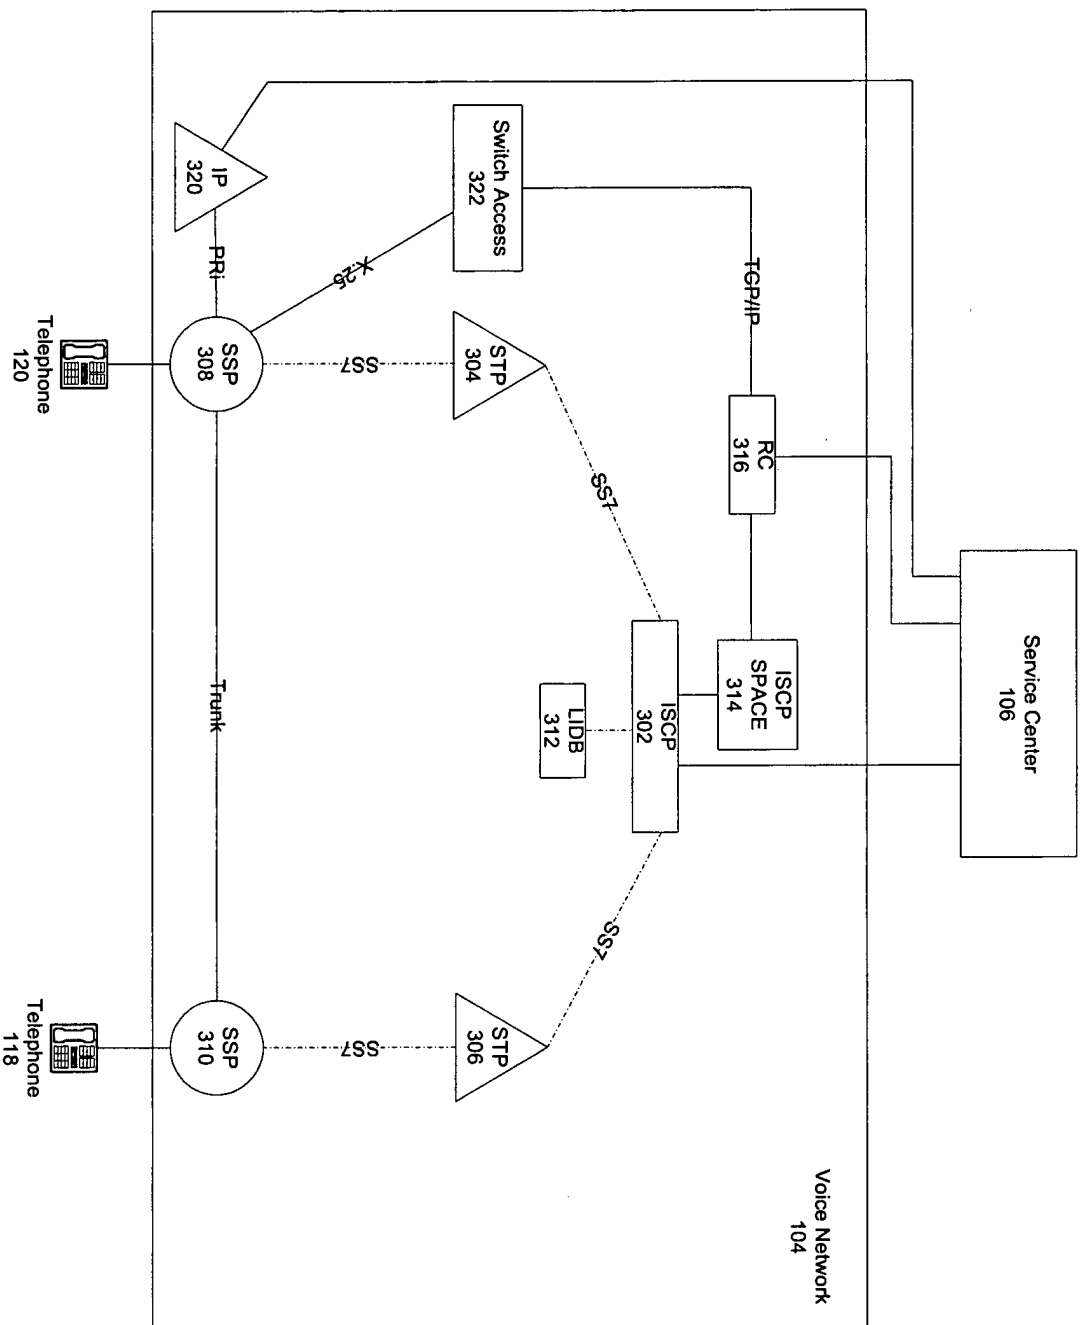 Service Center
106
Voice Network
104
TCP/IP
RC
316
ISCP
SPACE
314
ISCP
302
LIDB
312
Switch Access
322
SS7
SS7
STP
304
STP
306
X.25
SS7
SS7
IP
320
PRi
SSP
308
Trunk
SSP
310
Telephone
120
Telephone
118